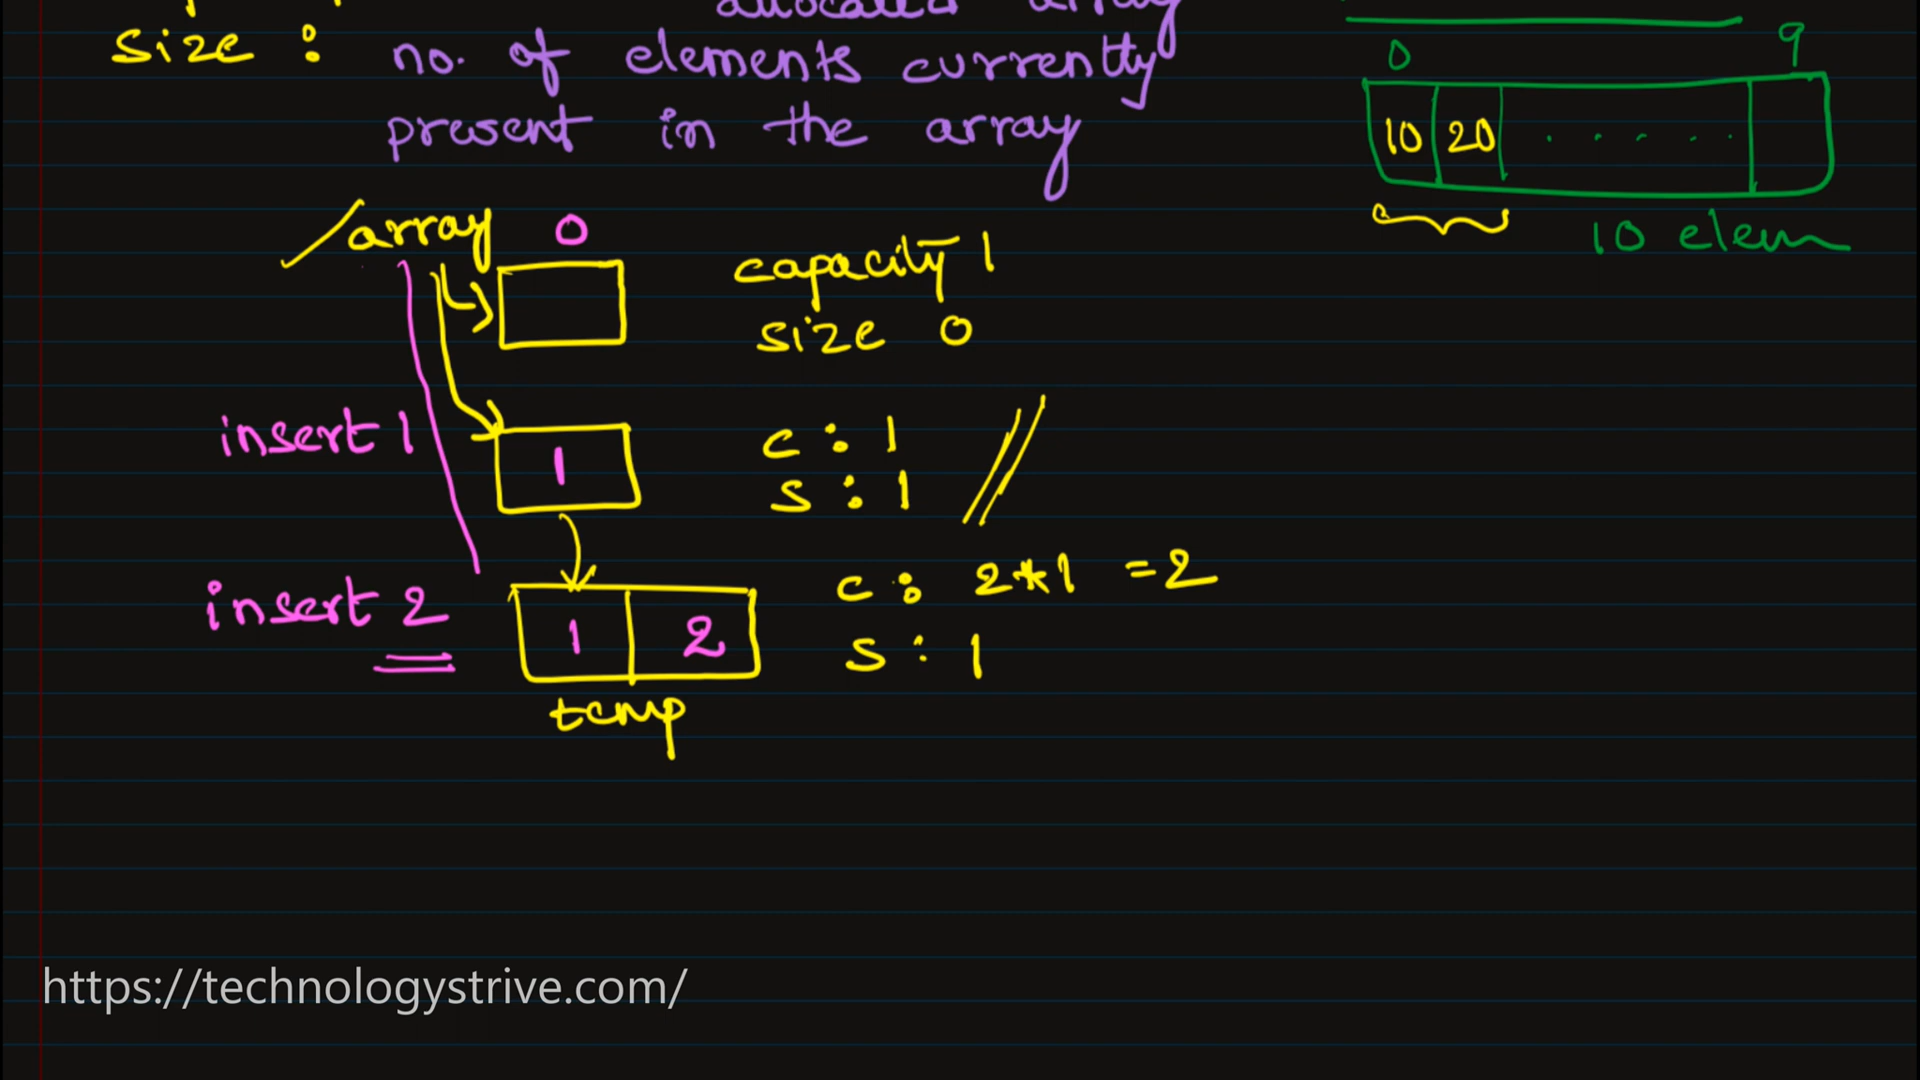 allocated array
size : no. of elements currently
present in the array
0 9
10 20 . . . . .
10 elem
array 0
capacity 1
size 0
insert 1
1
c : 1
s : 1
insert 2
1 2
c : 2*1 = 2
s : 1
temp
https://technologystrive.com/